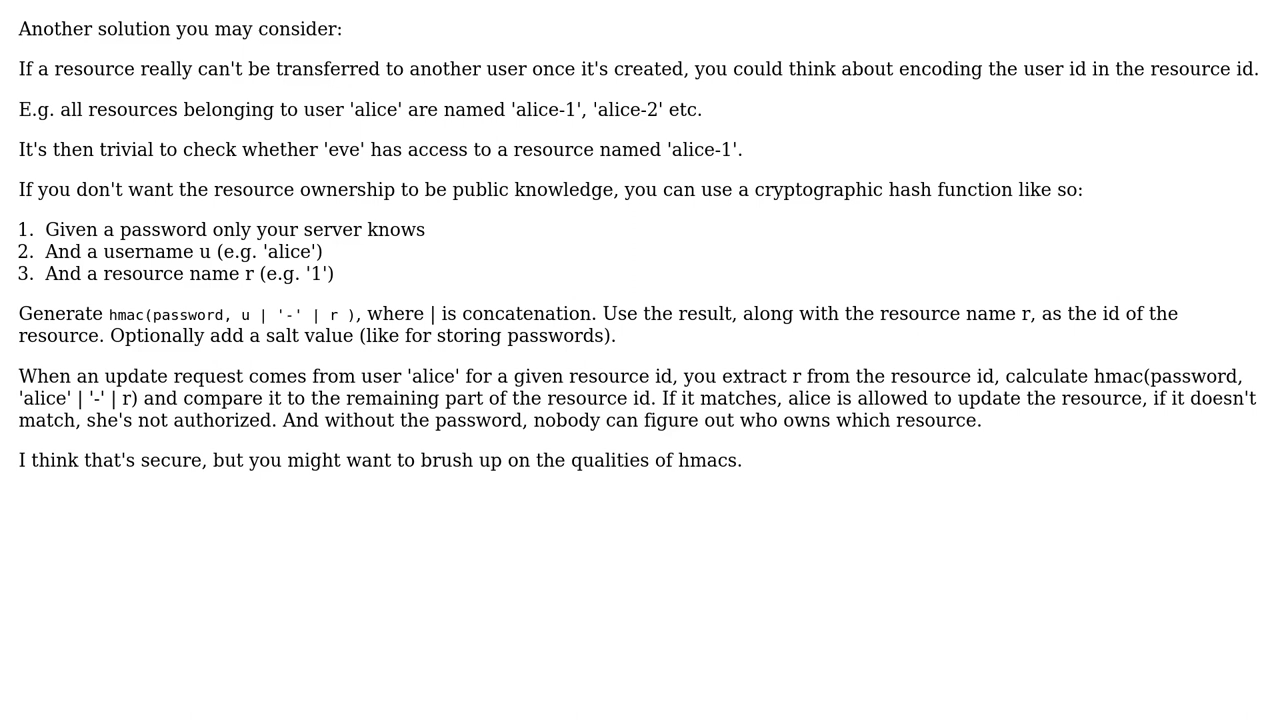 Another solution you may consider:
If a resource really can't be transferred to another user once it's created, you could think about encoding the user id in the resource id.
E.g. all resources belonging to user 'alice' are named 'alice-1', 'alice-2' etc.
It's then trivial to check whether 'eve' has access to a resource named 'alice-1'.
If you don't want the resource ownership to be public knowledge, you can use a cryptographic hash function like so:
1. Given a password only your server knows
2. And a username u (e.g. 'alice')
3. And a resource name r (e.g. '1')
Generate hmac(password, u | '-' | r ), where | is concatenation. Use the result, along with the resource name r, as the id of the
resource. Optionally add a salt value (like for storing passwords).
When an update request comes from user 'alice' for a given resource id, you extract r from the resource id, calculate hmac(password,
'alice' | '-' | r) and compare it to the remaining part of the resource id. If it matches, alice is allowed to update the resource, if it doesn't
match, she's not authorized. And without the password, nobody can figure out who owns which resource.
I think that's secure, but you might want to brush up on the qualities of hmacs.